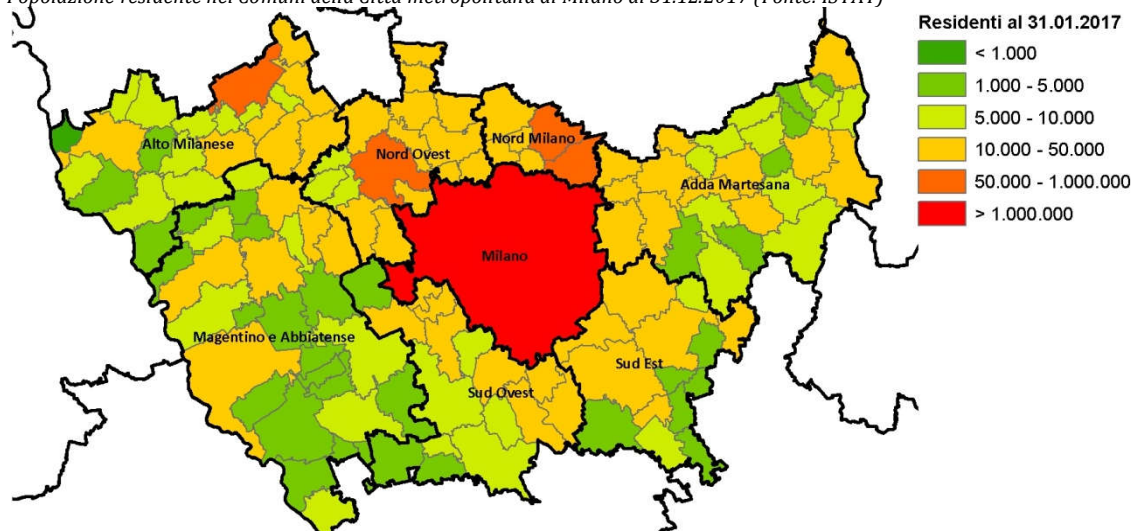 Popolazione residente nei Comuni della Città metropolitana di Milano al 31.12.2017 (Fonte: ISTAT)
Residenti al 31.01.2017
< 1.000
1.000 - 5.000
5.000 - 10.000
10.000 - 50.000
50.000 - 1.000.000
> 1.000.000
Alto Milanese
Nord Ovest
Nord Milano
Adda Martesana
Milano
Magentino e Abbiatense
Sud Ovest
Sud Est